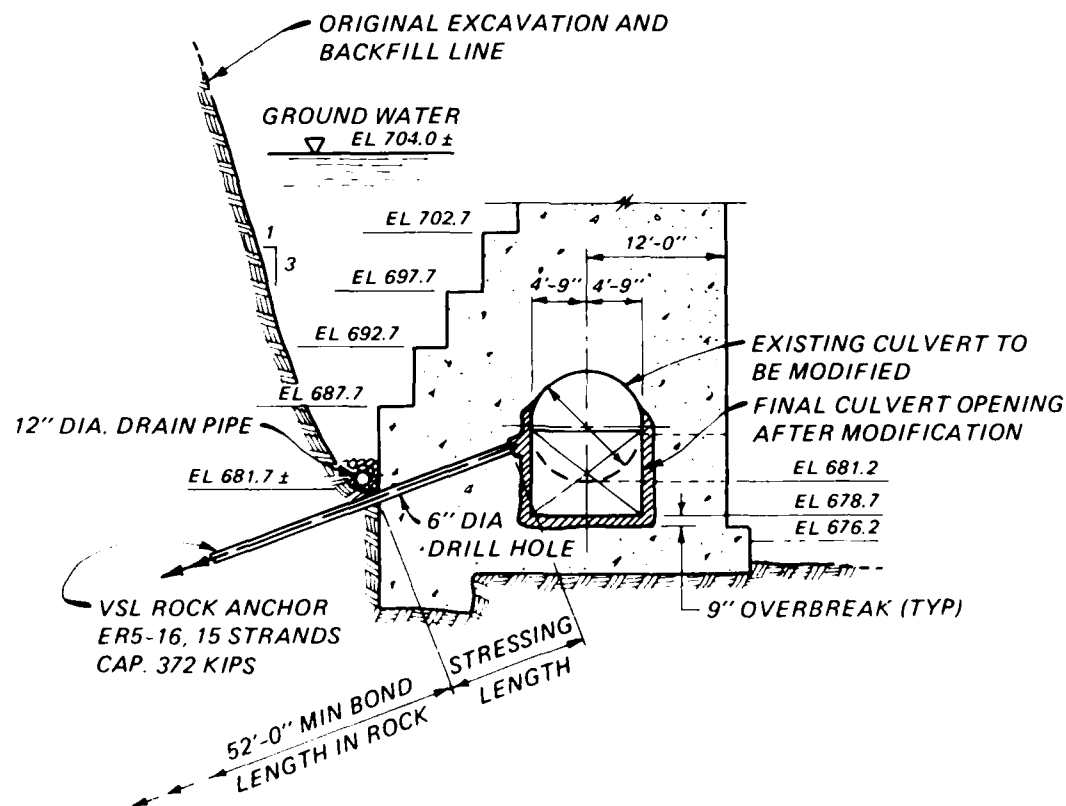 ORIGINAL EXCAVATION AND
BACKFILL LINE
GROUND WATER
EL 704.0 ±
EL 702.7
12'-0"
1
3
EL 697.7
4'-9" 4'-9"
EL 692.7
EXISTING CULVERT TO
BE MODIFIED
EL 687.7
FINAL CULVERT OPENING
AFTER MODIFICATION
12" DIA. DRAIN PIPE
EL 681.7 ±
EL 681.2
EL 678.7
EL 676.2
6" DIA
DRILL HOLE
VSL ROCK ANCHOR
ER5-16, 15 STRANDS
CAP. 372 KIPS
9" OVERBREAK (TYP)
STRESSING
LENGTH
52'-0" MIN BOND
LENGTH IN ROCK